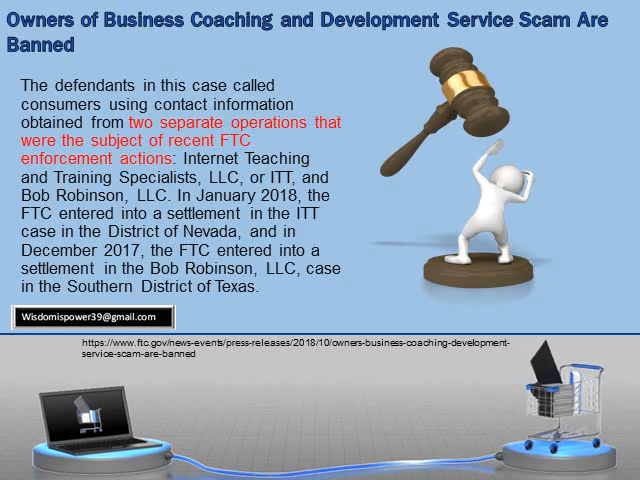 Owners of Business Coaching and Development Service Scam Are
Banned
The defendants in this case called
consumers using contact information
obtained from two separate operations that
were the subject of recent FTC
enforcement actions: Internet Teaching
and Training Specialists, LLC, or ITT, and
Bob Robinson, LLC. In January 2018, the
FTC entered into a settlement in the ITT
case in the District of Nevada, and in
December 2017, the FTC entered into a
settlement in the Bob Robinson, LLC, case
in the Southern District of Texas.
Wisdomispower39@gmail.com
https://www.ftc.gov/news-events/press-releases/2018/10/owners-business-coaching-development-
service-scam-are-banned